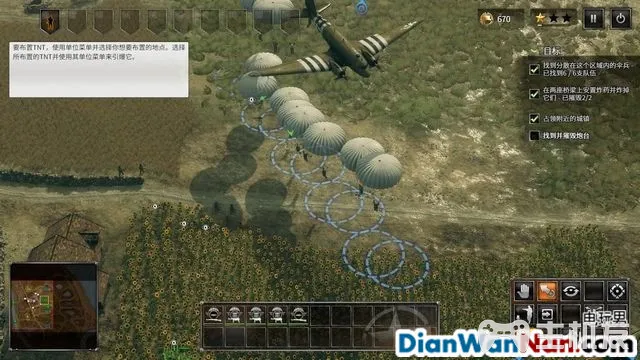 670
要布置TNT，使用单位菜单并选择你想要布置的地点。选择
所布置的TNT并使用其单位菜单来引爆它。
目标
找到分散在这个区域内的伞兵
已找到6 / 6支队伍
在两座桥梁上安置炸药并炸掉
它们 - 已摧毁2/2
占领附近的城镇
找到并摧毁炮台
电玩男
DianWanNan.com